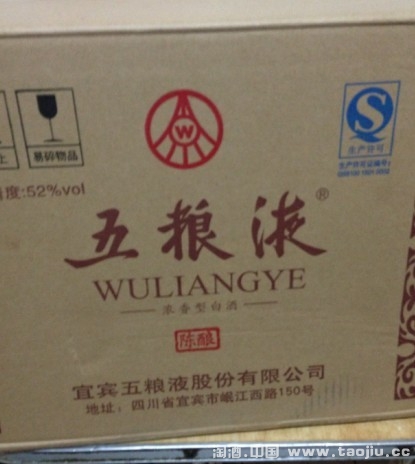 易碎物品
W
S
生产许可
度:52%vol
五粮液®
WULIANGYE
浓香型白酒
陈酿
宜宾五粮液股份有限公司
地址: 四川省宜宾市岷江西路150号
淘酒.中国 www.taojiu.cc